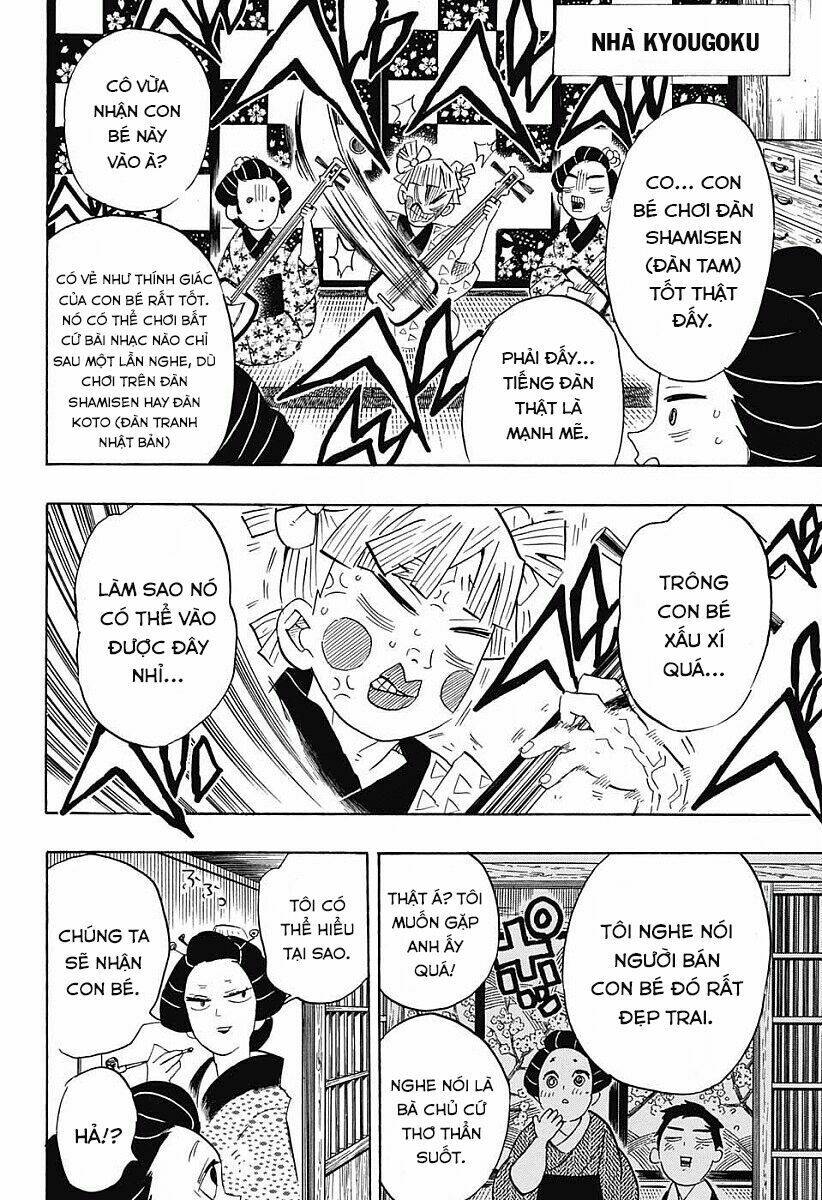 NHÀ KYOUGOKU
CO... CON
BÉ CHƠI ĐÀN
SHAMISEN
(ĐÀN TAM)
TỐT THẬT
ĐẤY.
PHẢI ĐẤY...
TIẾNG ĐÀN
THẬT LÀ
MẠNH MẼ.
CÔ VỪA
NHẬN CON
BÉ NÀY
VÀO À?
CÓ VẺ NHƯ THÍNH GIÁC
CỦA CON BÉ RẤT TỐT.
NÓ CÓ THỂ CHƠI BẤT
CỨ BÀI NHẠC NÀO CHỈ
SAU MỘT LẦN NGHE, DÙ
CHƠI TRÊN ĐÀN
SHAMISEN HAY ĐÀN
KOTO (ĐÀN TRANH
NHẬT BẢN)
TRÔNG
CON BÉ
XẤU XÍ
QUÁ...
LÀM SAO NÓ
CÓ THỂ VÀO
ĐƯỢC ĐÂY
NHỈ...
TÔI NGHE NÓI
NGƯỜI BÁN
CON BÉ ĐÓ RẤT
ĐẸP TRAI.
THẬT Á? TÔI
MUỐN GẶP
ANH ẤY
QUÁ!
NGHE NÓI LÀ
BÀ CHỦ CỨ
THƠ THẨN
SUỐT.
TÔI CÓ
THỂ HIỂU
TẠI SAO.
ふふっ
CHÚNG TA
SẼ NHẬN
CON BÉ.
HẢ!?